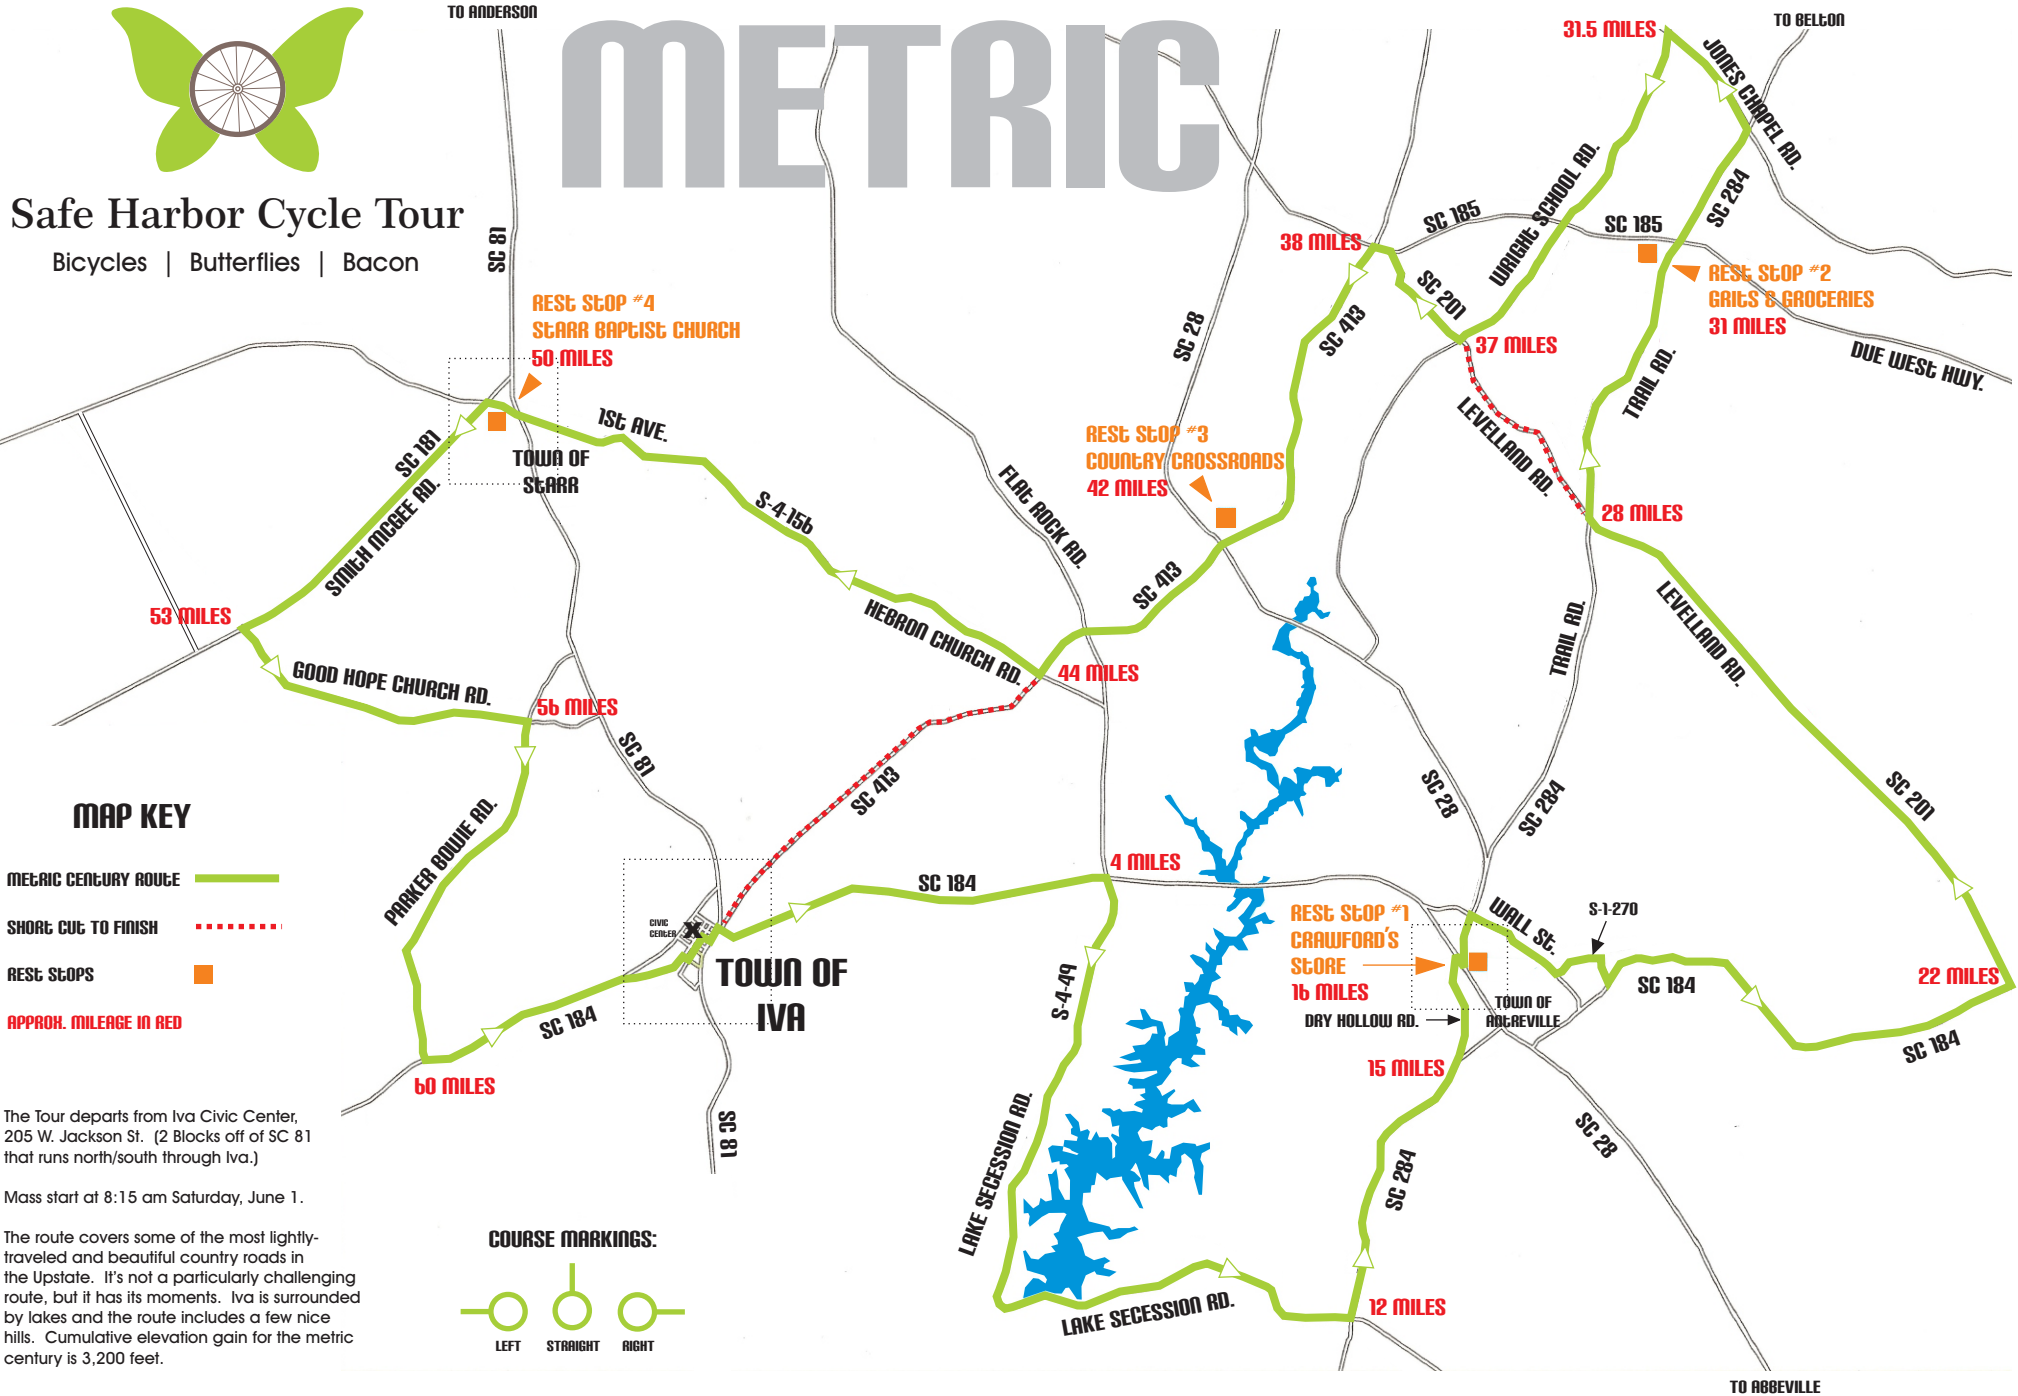 TO ANDERSON
METRIC
31.5 MILES
TO BELTON
JONES CHAPEL RD.
Safe Harbor Cycle Tour
Bicycles | Butterflies | Bacon
SC 81
WRIGHT SCHOOL RD.
SC 284
SC 185
SC 185
38 MILES
REST STOP #2
GRITS & GROCERIES
31 MILES
SC 201
SC 413
SC 28
37 MILES
DUE WEST HWY.
TRAIL RD.
REST STOP #4
STARR BAPTIST CHURCH
50 MILES
1ST AVE.
SC 181
TOWN OF
STARR
SMITH MCGEE RD.
S-4-156
FLAT ROCK RD.
REST STOP #3
COUNTRY CROSSROADS
42 MILES
LEVELLAND RD.
28 MILES
SC 413
53 MILES
HEBRON CHURCH RD.
44 MILES
TRAIL RD.
LEVELLAND RD.
GOOD HOPE CHURCH RD.
56 MILES
SC 81
SC 413
SC 28
SC 284
SC 201
MAP KEY
METRIC CENTURY ROUTE
SHORT CUT TO FINISH
REST STOPS
APPROX. MILEAGE IN RED
PARKER BOWIE RD.
4 MILES
SC 184
CIVIC
CENTER
X
TOWN OF
IVA
REST STOP #1
CRAWFORD'S
STORE
16 MILES
WALL ST.
S-1-270
SC 184
22 MILES
SC 184
TOWN OF
ANTREVILLE
DRY HOLLOW RD.
15 MILES
S-4-49
SC 184
60 MILES
SC 81
LAKE SECESSION RD.
SC 284
SC 28
LAKE SECESSION RD.
12 MILES
The Tour departs from Iva Civic Center,
205 W. Jackson St. (2 Blocks off of SC 81
that runs north/south through Iva.)
Mass start at 8:15 am Saturday, June 1.
The route covers some of the most lightly-
traveled and beautiful country roads in
the Upstate. It's not a particularly challenging
route, but it has its moments. Iva is surrounded
by lakes and the route includes a few nice
hills. Cumulative elevation gain for the metric
century is 3,200 feet.
COURSE MARKINGS:
LEFT STRAIGHT RIGHT
TO ABBEVILLE